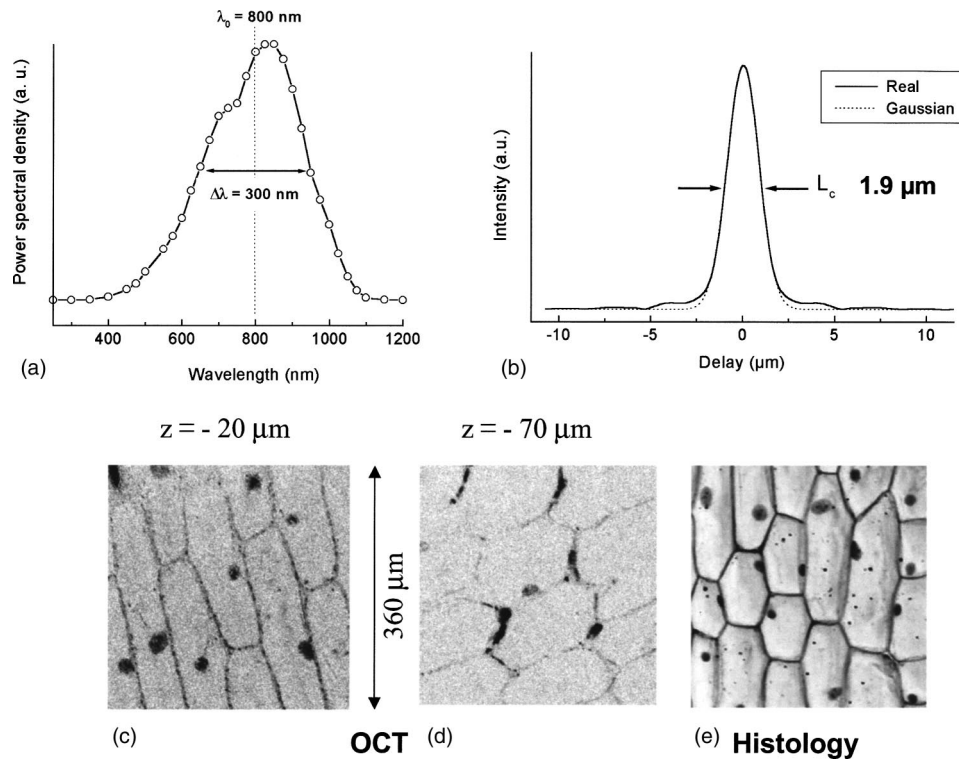 λ₀ = 800 nm
Power spectral density (a. u.)
Δλ = 300 nm
400 600 800 1000 1200
Wavelength (nm)
(a)
Intensity (a.u.)
Real
Gaussian
L_c 1.9 µm
-10 -5 0 5 10
Delay (µm)
(b)
z = - 20 µm
z = - 70 µm
360 µm
(c)
OCT
(d)
(e)
Histology